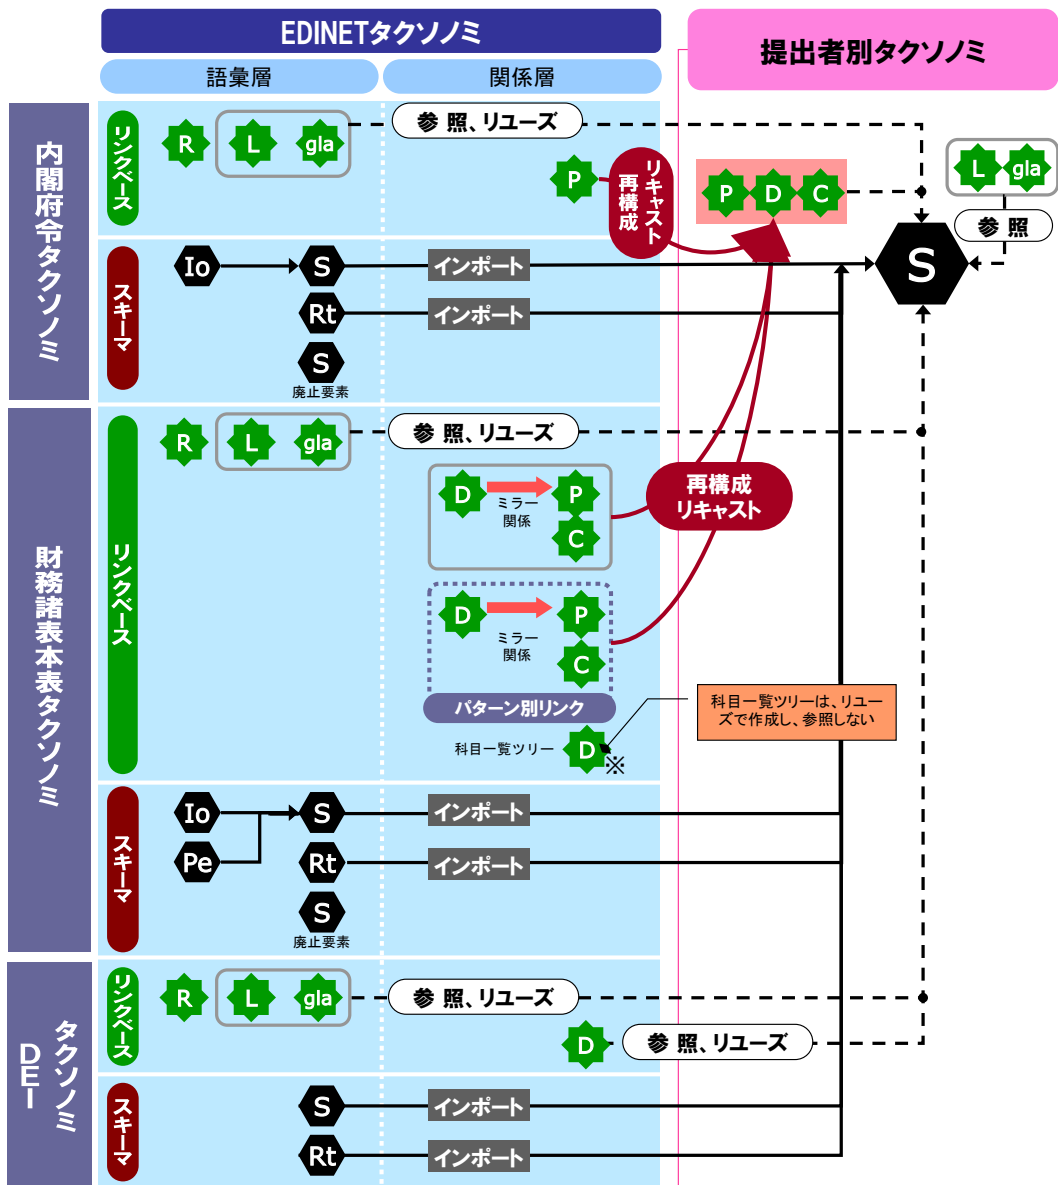 EDINETタクソノミ
提出者別タクソノミ
語彙層
関係層
内閣府令タクソノミ
リンクベース
R
L
gla
参 照、リユーズ
P
リキャスト
再構成
P
D
C
L
gla
参 照
S
スキーマ
Io
S
インポート
Rt
インポート
S
廃止要素
財務諸表本表タクソノミ
リンクベース
R
L
gla
参 照、リユーズ
D
ミラー
関係
P
C
再構成
リキャスト
D
ミラー
関係
P
C
パターン別リンク
科目一覧ツリー
D
※
科目一覧ツリーは、リユー
ズで作成し、参照しない
スキーマ
Io
S
インポート
Pe
Rt
インポート
S
廃止要素
タクソノミ
DEI
リンクベース
R
L
gla
参 照、リユーズ
D
参 照、リユーズ
スキーマ
S
インポート
Rt
インポート